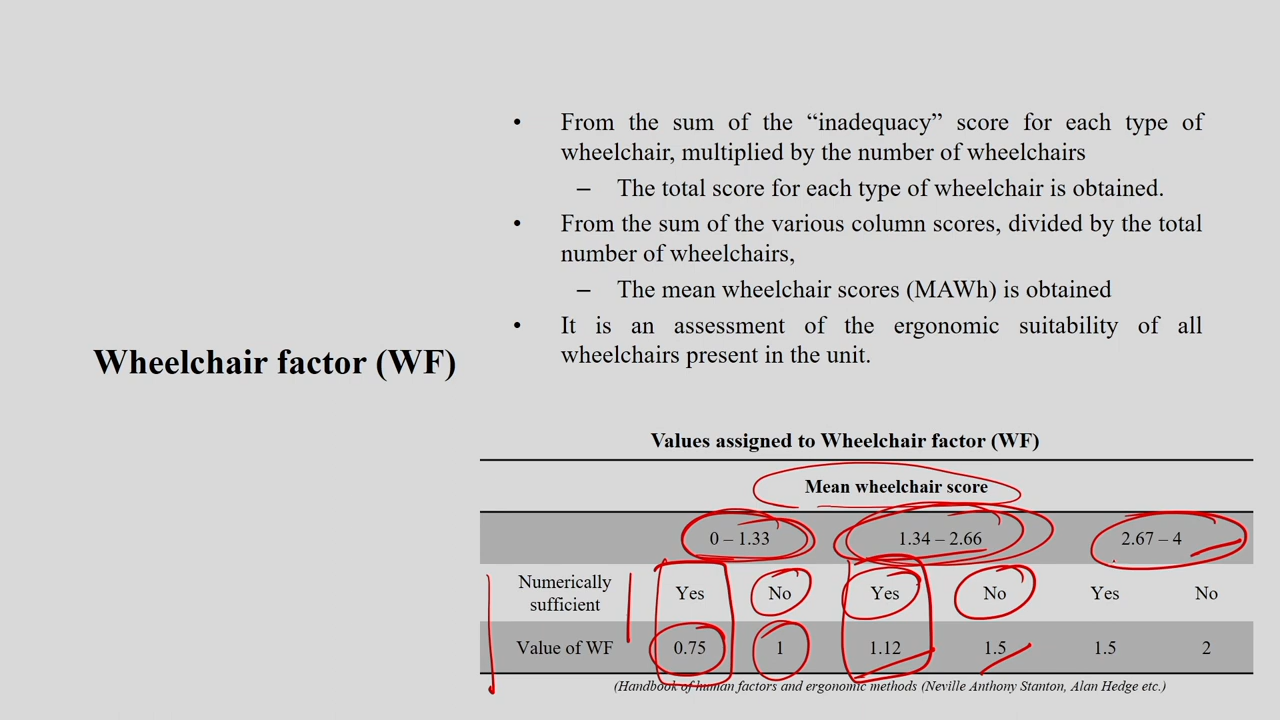 Wheelchair factor (WF)
• From the sum of the “inadequacy” score for each type of
wheelchair, multiplied by the number of wheelchairs
– The total score for each type of wheelchair is obtained.
• From the sum of the various column scores, divided by the total
number of wheelchairs,
– The mean wheelchair scores (MAWh) is obtained
• It is an assessment of the ergonomic suitability of all
wheelchairs present in the unit.
Values assigned to Wheelchair factor (WF)
Mean wheelchair score
0 – 1.33 1.34 – 2.66 2.67 – 4
Numerically
sufficient Yes No Yes No Yes No
Value of WF 0.75 1 1.12 1.5 1.5 2
(Handbook of human factors and ergonomic methods (Neville Anthony Stanton, Alan Hedge etc.)